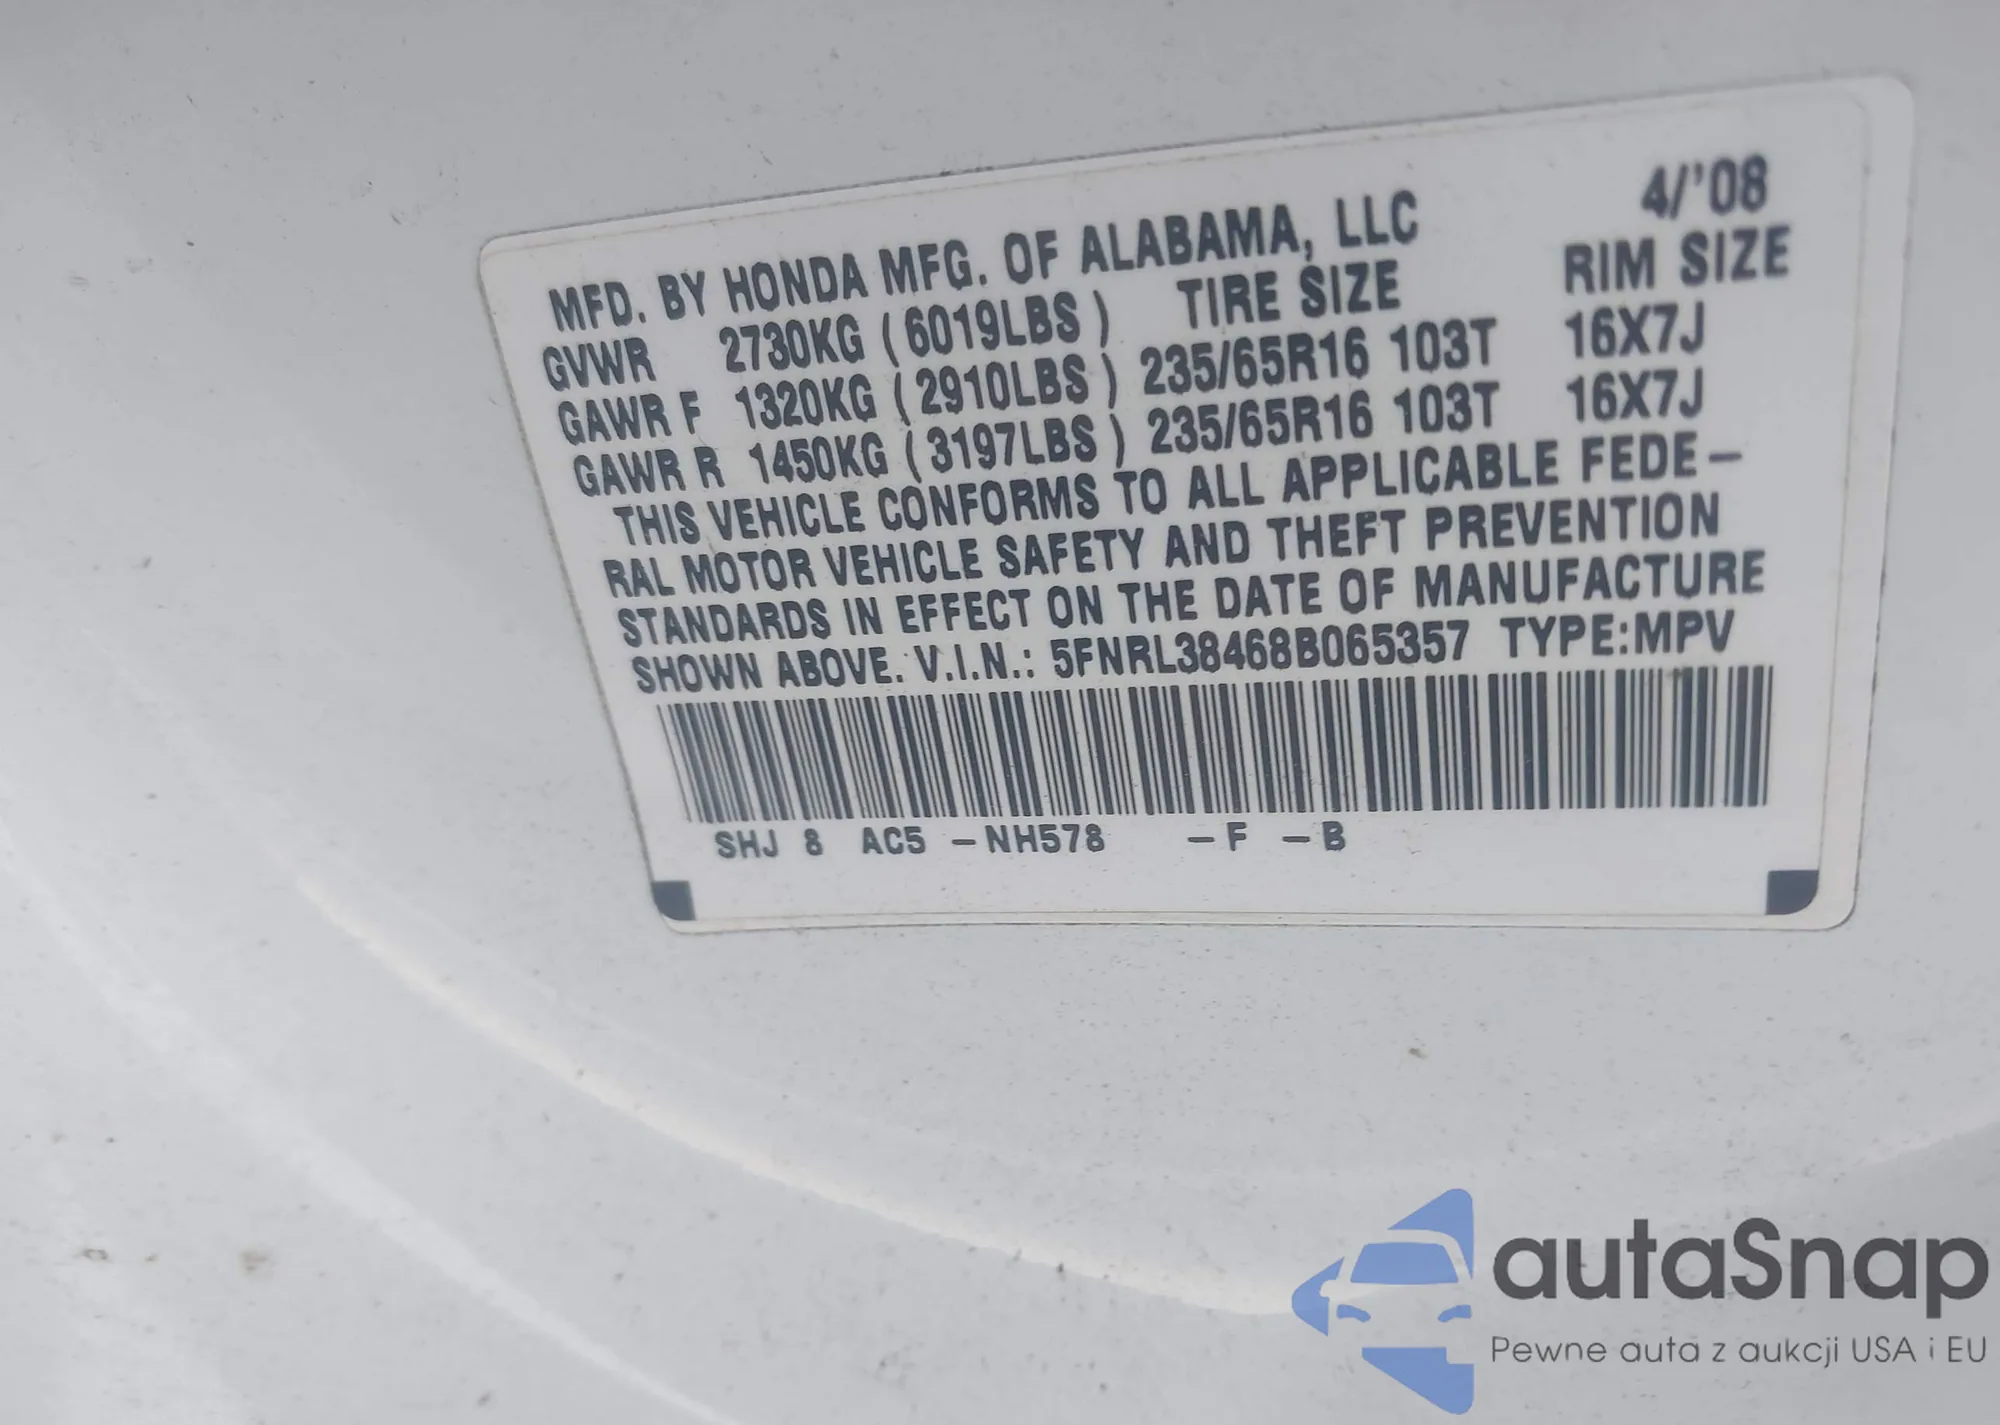 MFD. BY HONDA MFG. OF ALABAMA, LLC 4/'08
GVWR 2730KG ( 6019LBS ) TIRE SIZE RIM SIZE
GAWR F 1320KG ( 2910LBS ) 235/65R16 103T 16X7J
GAWR R 1450KG ( 3197LBS ) 235/65R16 103T 16X7J
THIS VEHICLE CONFORMS TO ALL APPLICABLE FEDE-
RAL MOTOR VEHICLE SAFETY AND THEFT PREVENTION
STANDARDS IN EFFECT ON THE DATE OF MANUFACTURE
SHOWN ABOVE. V.I.N.: 5FNRL38468B065357 TYPE:MPV
SHJ 8 AC5 -NH578 -F -B
autaSnap
Pewne auta z aukcji USA i EU